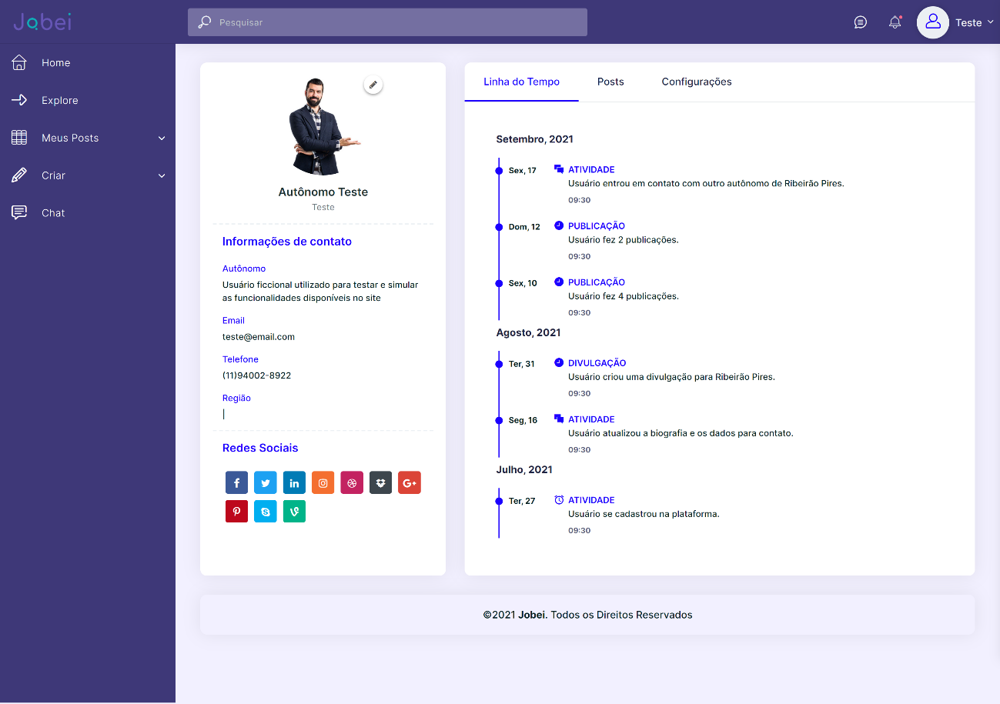 Jobei
Pesquisar
Teste
Home
Explore
Meus Posts
Criar
Chat
Autônomo Teste
Teste
Informações de contato
Autônomo
Usuário ficcional utilizado para testar e simular
as funcionalidades disponíveis no site
Email
teste@email.com
Telefone
(11)94002-8922
Região
Redes Sociais
Linha do Tempo
Posts
Configurações
Setembro, 2021
Sex, 17
ATIVIDADE
Usuário entrou em contato com outro autônomo de Ribeirão Pires.
09:30
Dom, 12
PUBLICAÇÃO
Usuário fez 2 publicações.
09:30
Sex, 10
PUBLICAÇÃO
Usuário fez 4 publicações.
09:30
Agosto, 2021
Ter, 31
DIVULGAÇÃO
Usuário criou uma divulgação para Ribeirão Pires.
09:30
Seg, 16
ATIVIDADE
Usuário atualizou a biografia e os dados para contato.
09:30
Julho, 2021
Ter, 27
ATIVIDADE
Usuário se cadastrou na plataforma.
09:30
©2021 Jobei. Todos os Direitos Reservados